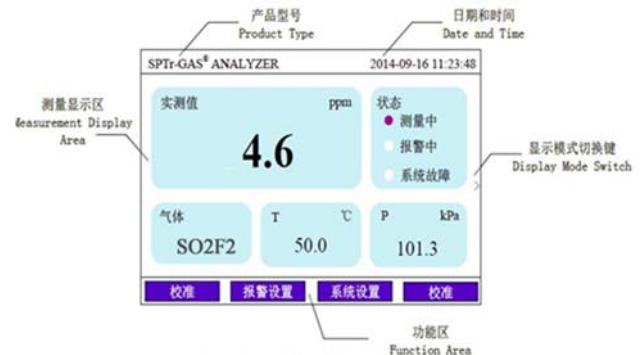 产品型号
Product Type
日期和时间
Date and Time
SPTr-GAS® ANALYZER
2014-09-16 11:23:48
测量显示区
Measurement Display
Area
实测值
ppm
4.6
状态
测量中
报警中
系统故障
显示模式切换键
Display Mode Switch
>
气体
SO2F2
T
℃
50.0
P
kPa
101.3
校准
报警设置
系统设置
校准
功能区
Function Area